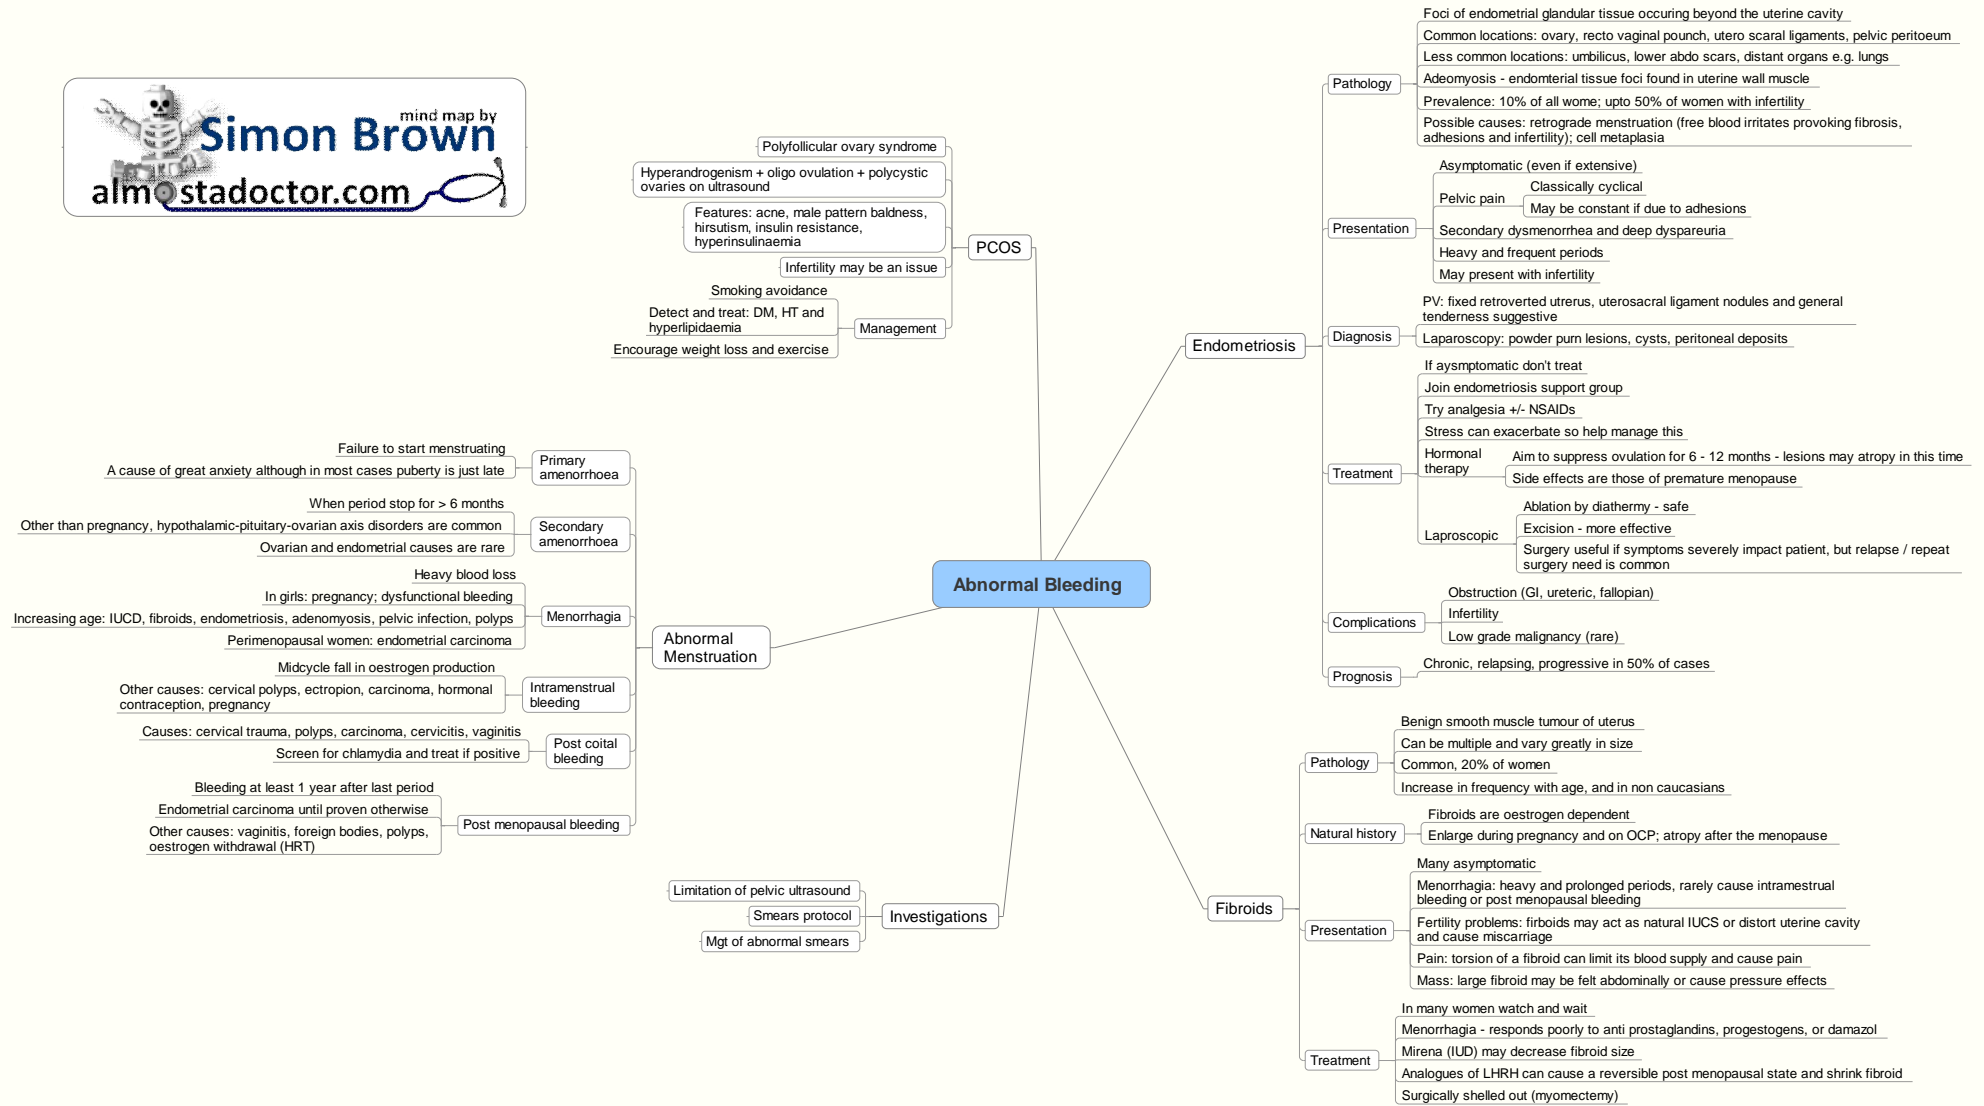 mind map by
Simon Brown
almostadoctor.com
Abnormal Bleeding
PCOS
Polyfollicular ovary syndrome
Hyperandrogenism + oligo ovulation + polycystic
ovaries on ultrasound
Features: acne, male pattern baldness,
hirsutism, insulin resistance,
hyperinsulinaemia
Infertility may be an issue
Management
Smoking avoidance
Detect and treat: DM, HT and
hyperlipidaemia
Encourage weight loss and exercise
Abnormal
Menstruation
Primary
amenorrhoea
Failure to start menstruating
A cause of great anxiety although in most cases puberty is just late
Secondary
amenorrhoea
When period stop for > 6 months
Other than pregnancy, hypothalamic-pituitary-ovarian axis disorders are common
Ovarian and endometrial causes are rare
Menorrhagia
Heavy blood loss
In girls: pregnancy; dysfunctional bleeding
Increasing age: IUCD, fibroids, endometriosis, adenomyosis, pelvic infection, polyps
Perimenopausal women: endometrial carcinoma
Intramenstrual
bleeding
Midcycle fall in oestrogen production
Other causes: cervical polyps, ectropion, carcinoma, hormonal
contraception, pregnancy
Post coital
bleeding
Causes: cervical trauma, polyps, carcinoma, cervicitis, vaginitis
Screen for chlamydia and treat if positive
Post menopausal bleeding
Bleeding at least 1 year after last period
Endometrial carcinoma until proven otherwise
Other causes: vaginitis, foreign bodies, polyps,
oestrogen withdrawal (HRT)
Investigations
Limitation of pelvic ultrasound
Smears protocol
Mgt of abnormal smears
Endometriosis
Pathology
Foci of endometrial glandular tissue occuring beyond the uterine cavity
Common locations: ovary, recto vaginal pounch, utero scaral ligaments, pelvic peritoeum
Less common locations: umbilicus, lower abdo scars, distant organs e.g. lungs
Adeomyosis - endomterial tissue foci found in uterine wall muscle
Prevalence: 10% of all wome; upto 50% of women with infertility
Possible causes: retrograde menstruation (free blood irritates provoking fibrosis,
adhesions and infertility); cell metaplasia
Presentation
Asymptomatic (even if extensive)
Pelvic pain
Classically cyclical
May be constant if due to adhesions
Secondary dysmenorrhea and deep dyspareuria
Heavy and frequent periods
May present with infertility
Diagnosis
PV: fixed retroverted utrerus, uterosacral ligament nodules and general
tenderness suggestive
Laparoscopy: powder purn lesions, cysts, peritoneal deposits
Treatment
If aysmptomatic don't treat
Join endometriosis support group
Try analgesia +/- NSAIDs
Stress can exacerbate so help manage this
Hormonal
therapy
Aim to suppress ovulation for 6 - 12 months - lesions may atropy in this time
Side effects are those of premature menopause
Laproscopic
Ablation by diathermy - safe
Excision - more effective
Surgery useful if symptoms severely impact patient, but relapse / repeat
surgery need is common
Complications
Obstruction (GI, ureteric, fallopian)
Infertility
Low grade malignancy (rare)
Prognosis
Chronic, relapsing, progressive in 50% of cases
Fibroids
Pathology
Benign smooth muscle tumour of uterus
Can be multiple and vary greatly in size
Common, 20% of women
Increase in frequency with age, and in non caucasians
Natural history
Fibroids are oestrogen dependent
Enlarge during pregnancy and on OCP; atropy after the menopause
Presentation
Many asymptomatic
Menorrhagia: heavy and prolonged periods, rarely cause intramestrual
bleeding or post menopausal bleeding
Fertility problems: firboids may act as natural IUCS or distort uterine cavity
and cause miscarriage
Pain: torsion of a fibroid can limit its blood supply and cause pain
Mass: large fibroid may be felt abdominally or cause pressure effects
Treatment
In many women watch and wait
Menorrhagia - responds poorly to anti prostaglandins, progestogens, or damazol
Mirena (IUD) may decrease fibroid size
Analogues of LHRH can cause a reversible post menopausal state and shrink fibroid
Surgically shelled out (myomectemy)